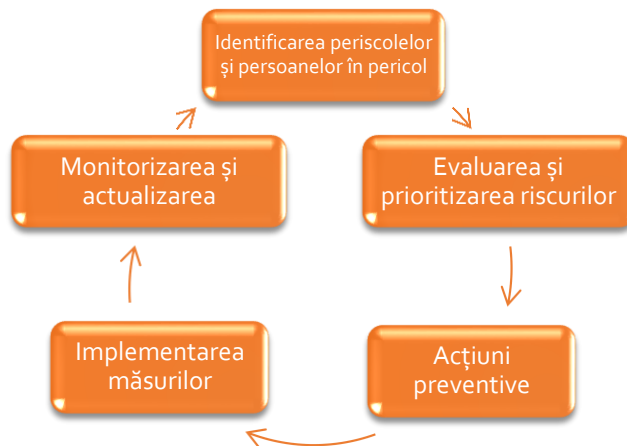 Identificarea periscolelor
și persoanelor în pericol
Evaluarea și
prioritizarea riscurilor
Acțiuni
preventive
Implementarea
măsurilor
Monitorizarea și
actualizarea